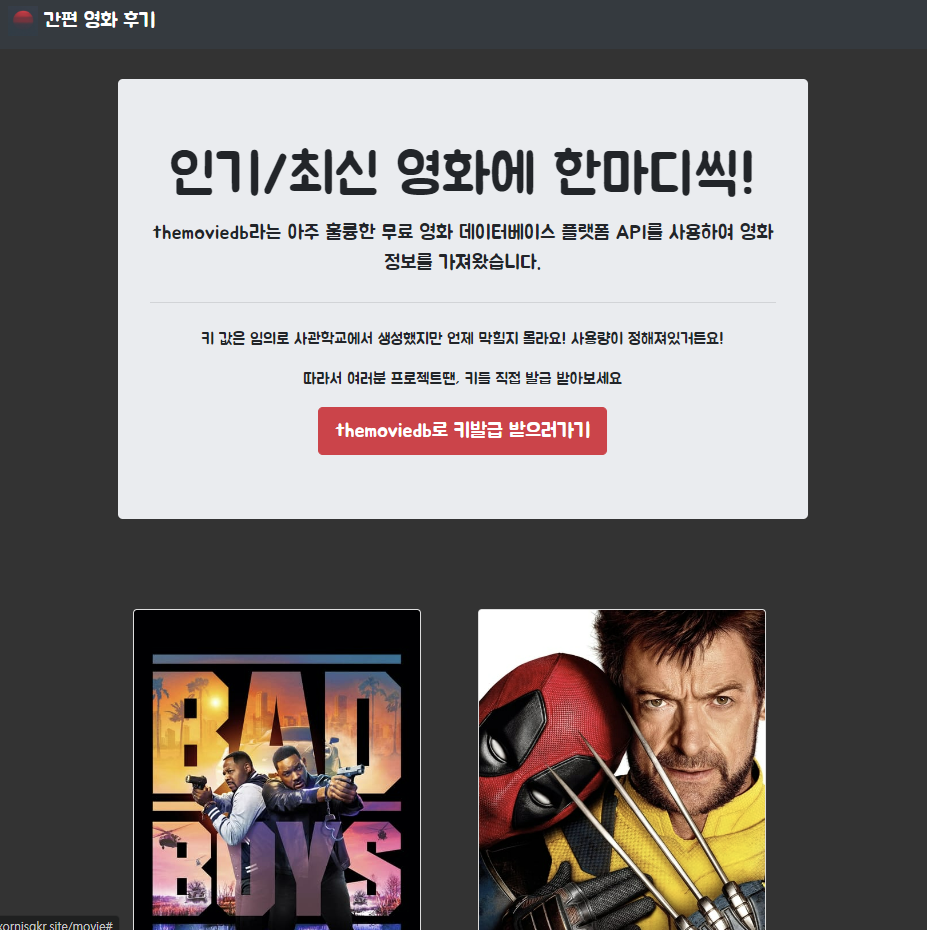 간편 영화 후기
인기/최신 영화에 한마디씩!
themoviedb라는 아주 훌륭한 무료 영화 데이터베이스 플랫폼 API를 사용하여 영화
정보를 가져왔습니다.
키 값은 임의로 사관학교에서 생성했지만 언제 막힐지 몰라요! 사용량이 정해져있거든요!
따라서 여러분 프로젝트땐, 키를 직접 발급 받아보세요
themoviedb로 키발급 받으러가기
BAD
BOYS
kornisgkr.site/movie#